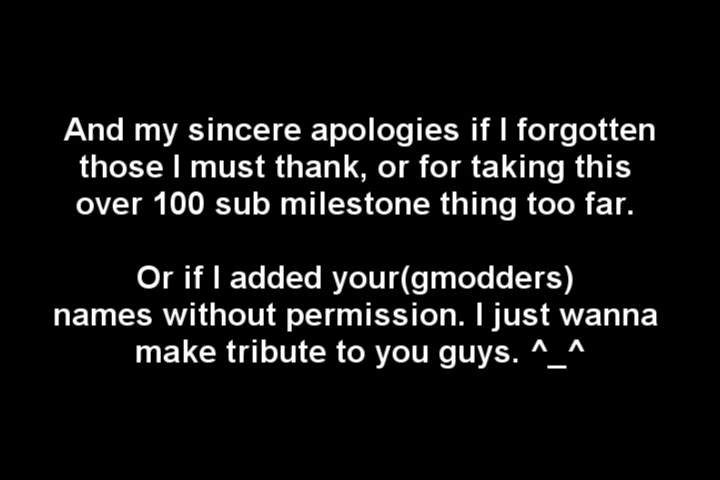 And my sincere apologies if I forgotten
those I must thank, or for taking this
over 100 sub milestone thing too far.
Or if I added your(gmodders)
names without permission. I just wanna
make tribute to you guys. ^_^